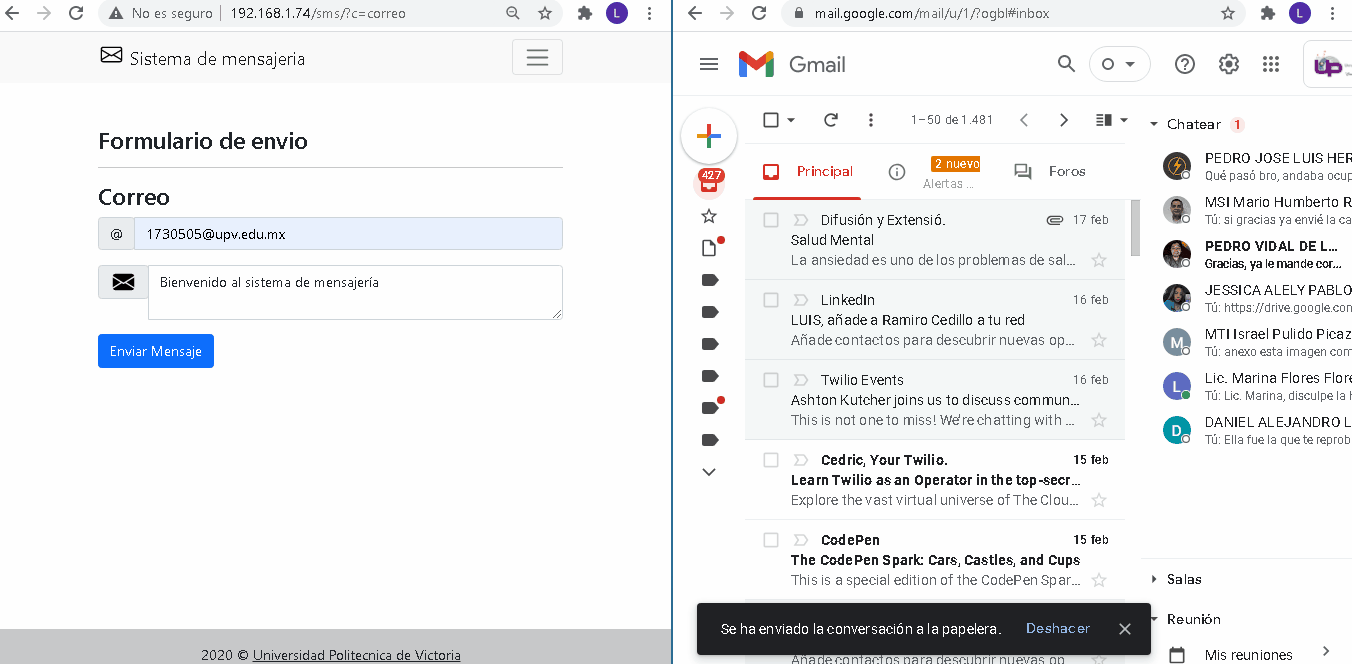 No es seguro
192.168.1.74/sms/?c=correo
L
Sistema de mensajeria
Formulario de envio
Correo
@
1730505@upv.edu.mx
Bienvenido al sistema de mensajería
Enviar Mensaje
2020 © Universidad Politecnica de Victoria
mail.google.com/mail/u/1/?ogbl#inbox
L
Gmail
up
1–50 de 1.481
427
Principal
2 nuevo
Alertas ...
Foros
Difusión y Extensió.
17 feb
Salud Mental
La ansiedad es uno de los problemas de sal...
LinkedIn
16 feb
LUIS, añade a Ramiro Cedillo a tu red
Añade contactos para descubrir nuevas op...
Twilio Events
16 feb
Ashton Kutcher joins us to discuss commun...
This is not one to miss! We're chatting with ...
Cedric, Your Twilio.
15 feb
Learn Twilio as an Operator in the top-secr...
Explore the vast virtual universe of The Clou...
CodePen
15 feb
The CodePen Spark: Cars, Castles, and Cups
This is a special edition of the CodePen Spar...
Se ha enviado la conversación a la papelera.
Deshacer
Añade contactos para descubrir nuevas op
Chatear
1
PEDRO JOSE LUIS HER
Qué pasó bro, andaba ocup
MSI Mario Humberto R
Tú: si gracias ya envié la ca
PEDRO VIDAL DE L...
Gracias, ya le mande cor...
JESSICA ALELY PABLO
Tú: https://drive.google.con
M
MTI Israel Pulido Picaz
Tú: anexo esta imagen com
L
Lic. Marina Flores Flore
Tú: Lic. Marina, disculpe la h
D
DANIEL ALEJANDRO L
Tú: Ella fue la que te reprob
Salas
Reunión
Mis reuniones